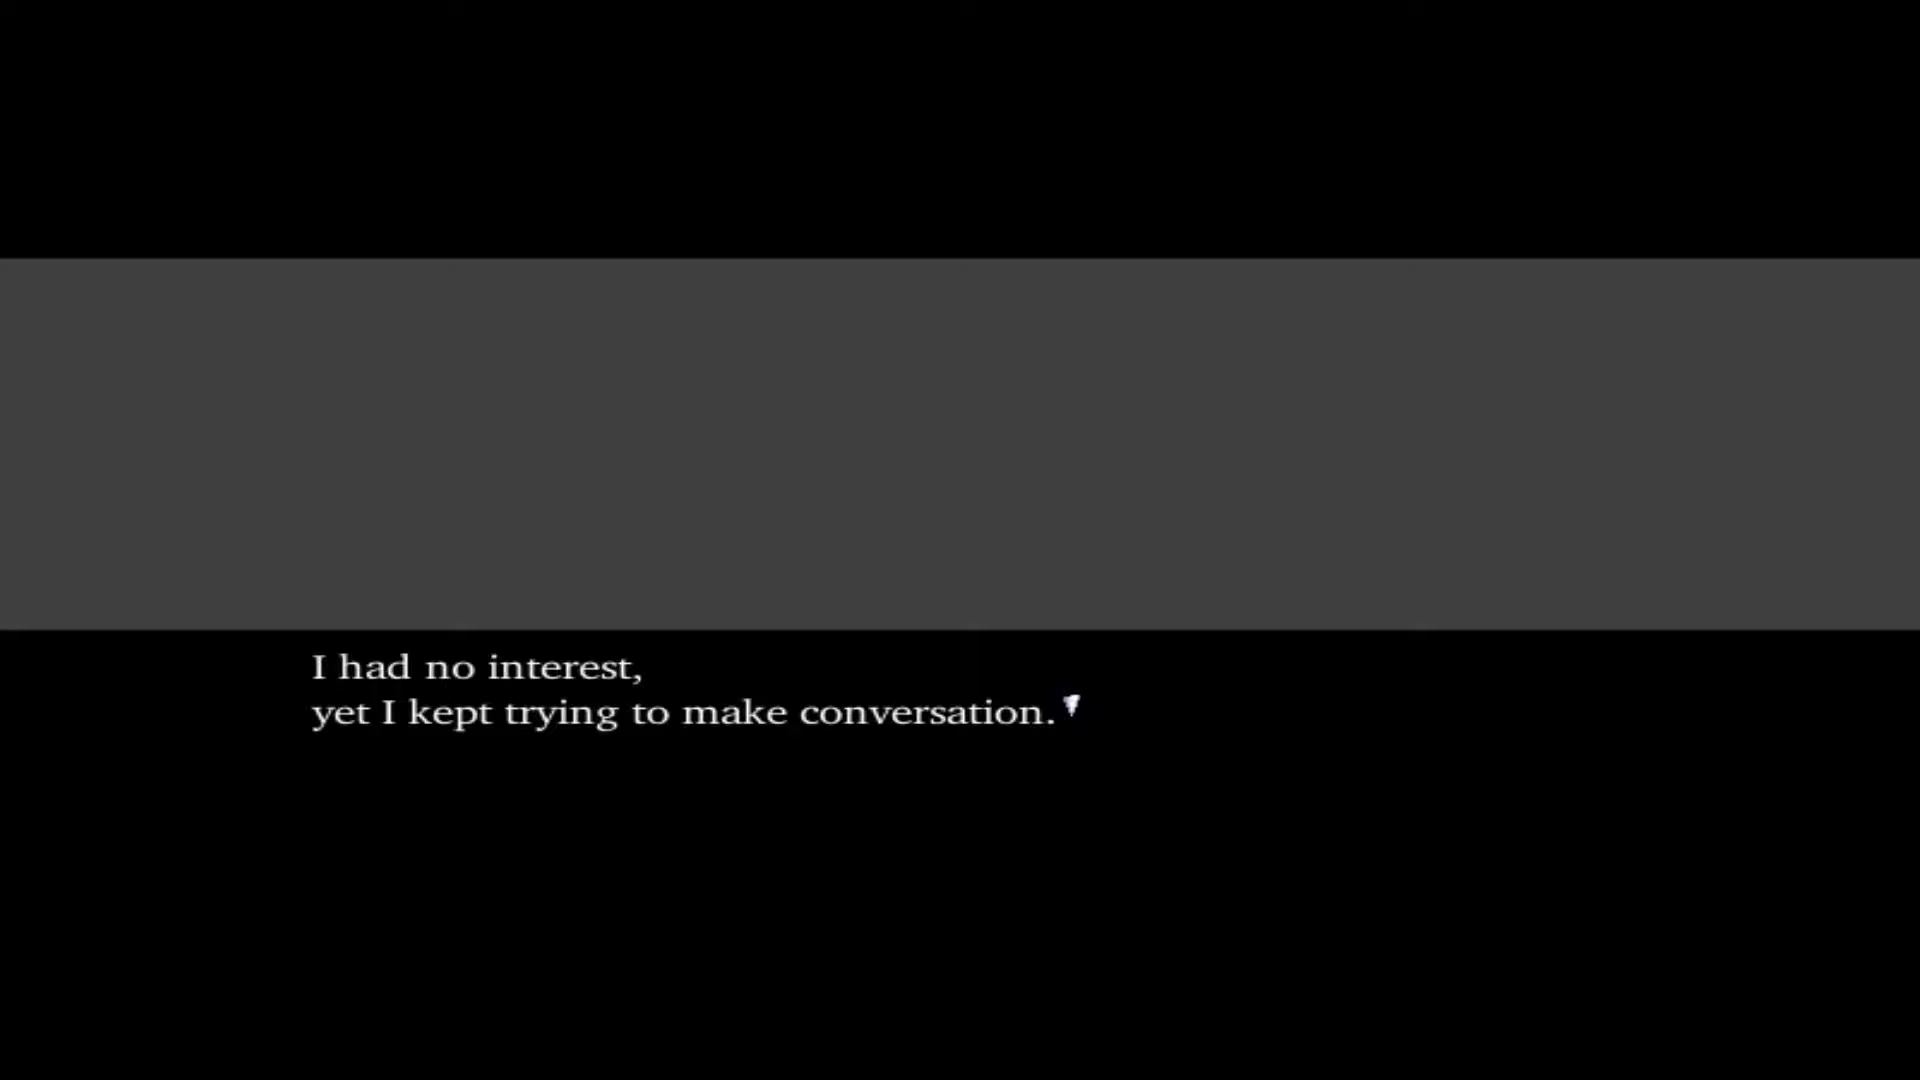 I had no interest,
yet I kept trying to make conversation.